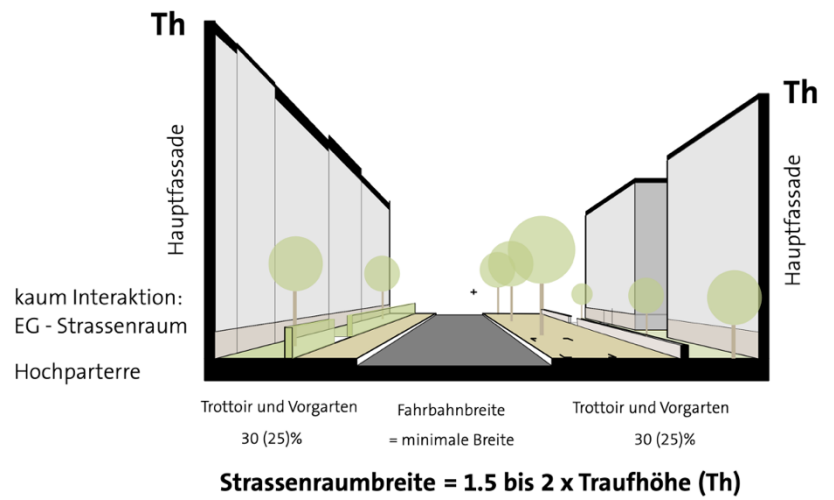 Th
Th
Hauptfassade
Hauptfassade
kaum Interaktion:
EG - Strassenraum
Hochparterre
Trottoir und Vorgarten
30 (25)%
Fahrbahnbreite
= minimale Breite
Trottoir und Vorgarten
30 (25)%
Strassenraumbreite = 1.5 bis 2 x Traufhöhe (Th)